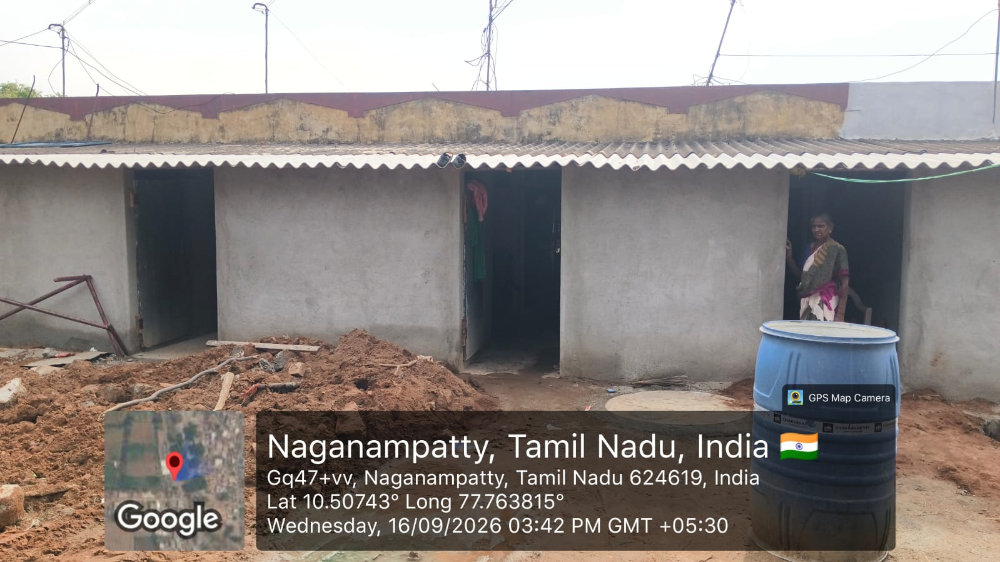 GPS Map Camera
CHAKRAVARTHY
Naganampatty, Tamil Nadu, India
Gq47+vv, Naganampatty, Tamil Nadu 624619, India
Lat 10.50743° Long 77.763815°
Wednesday, 16/09/2026 03:42 PM GMT +05:30
Google